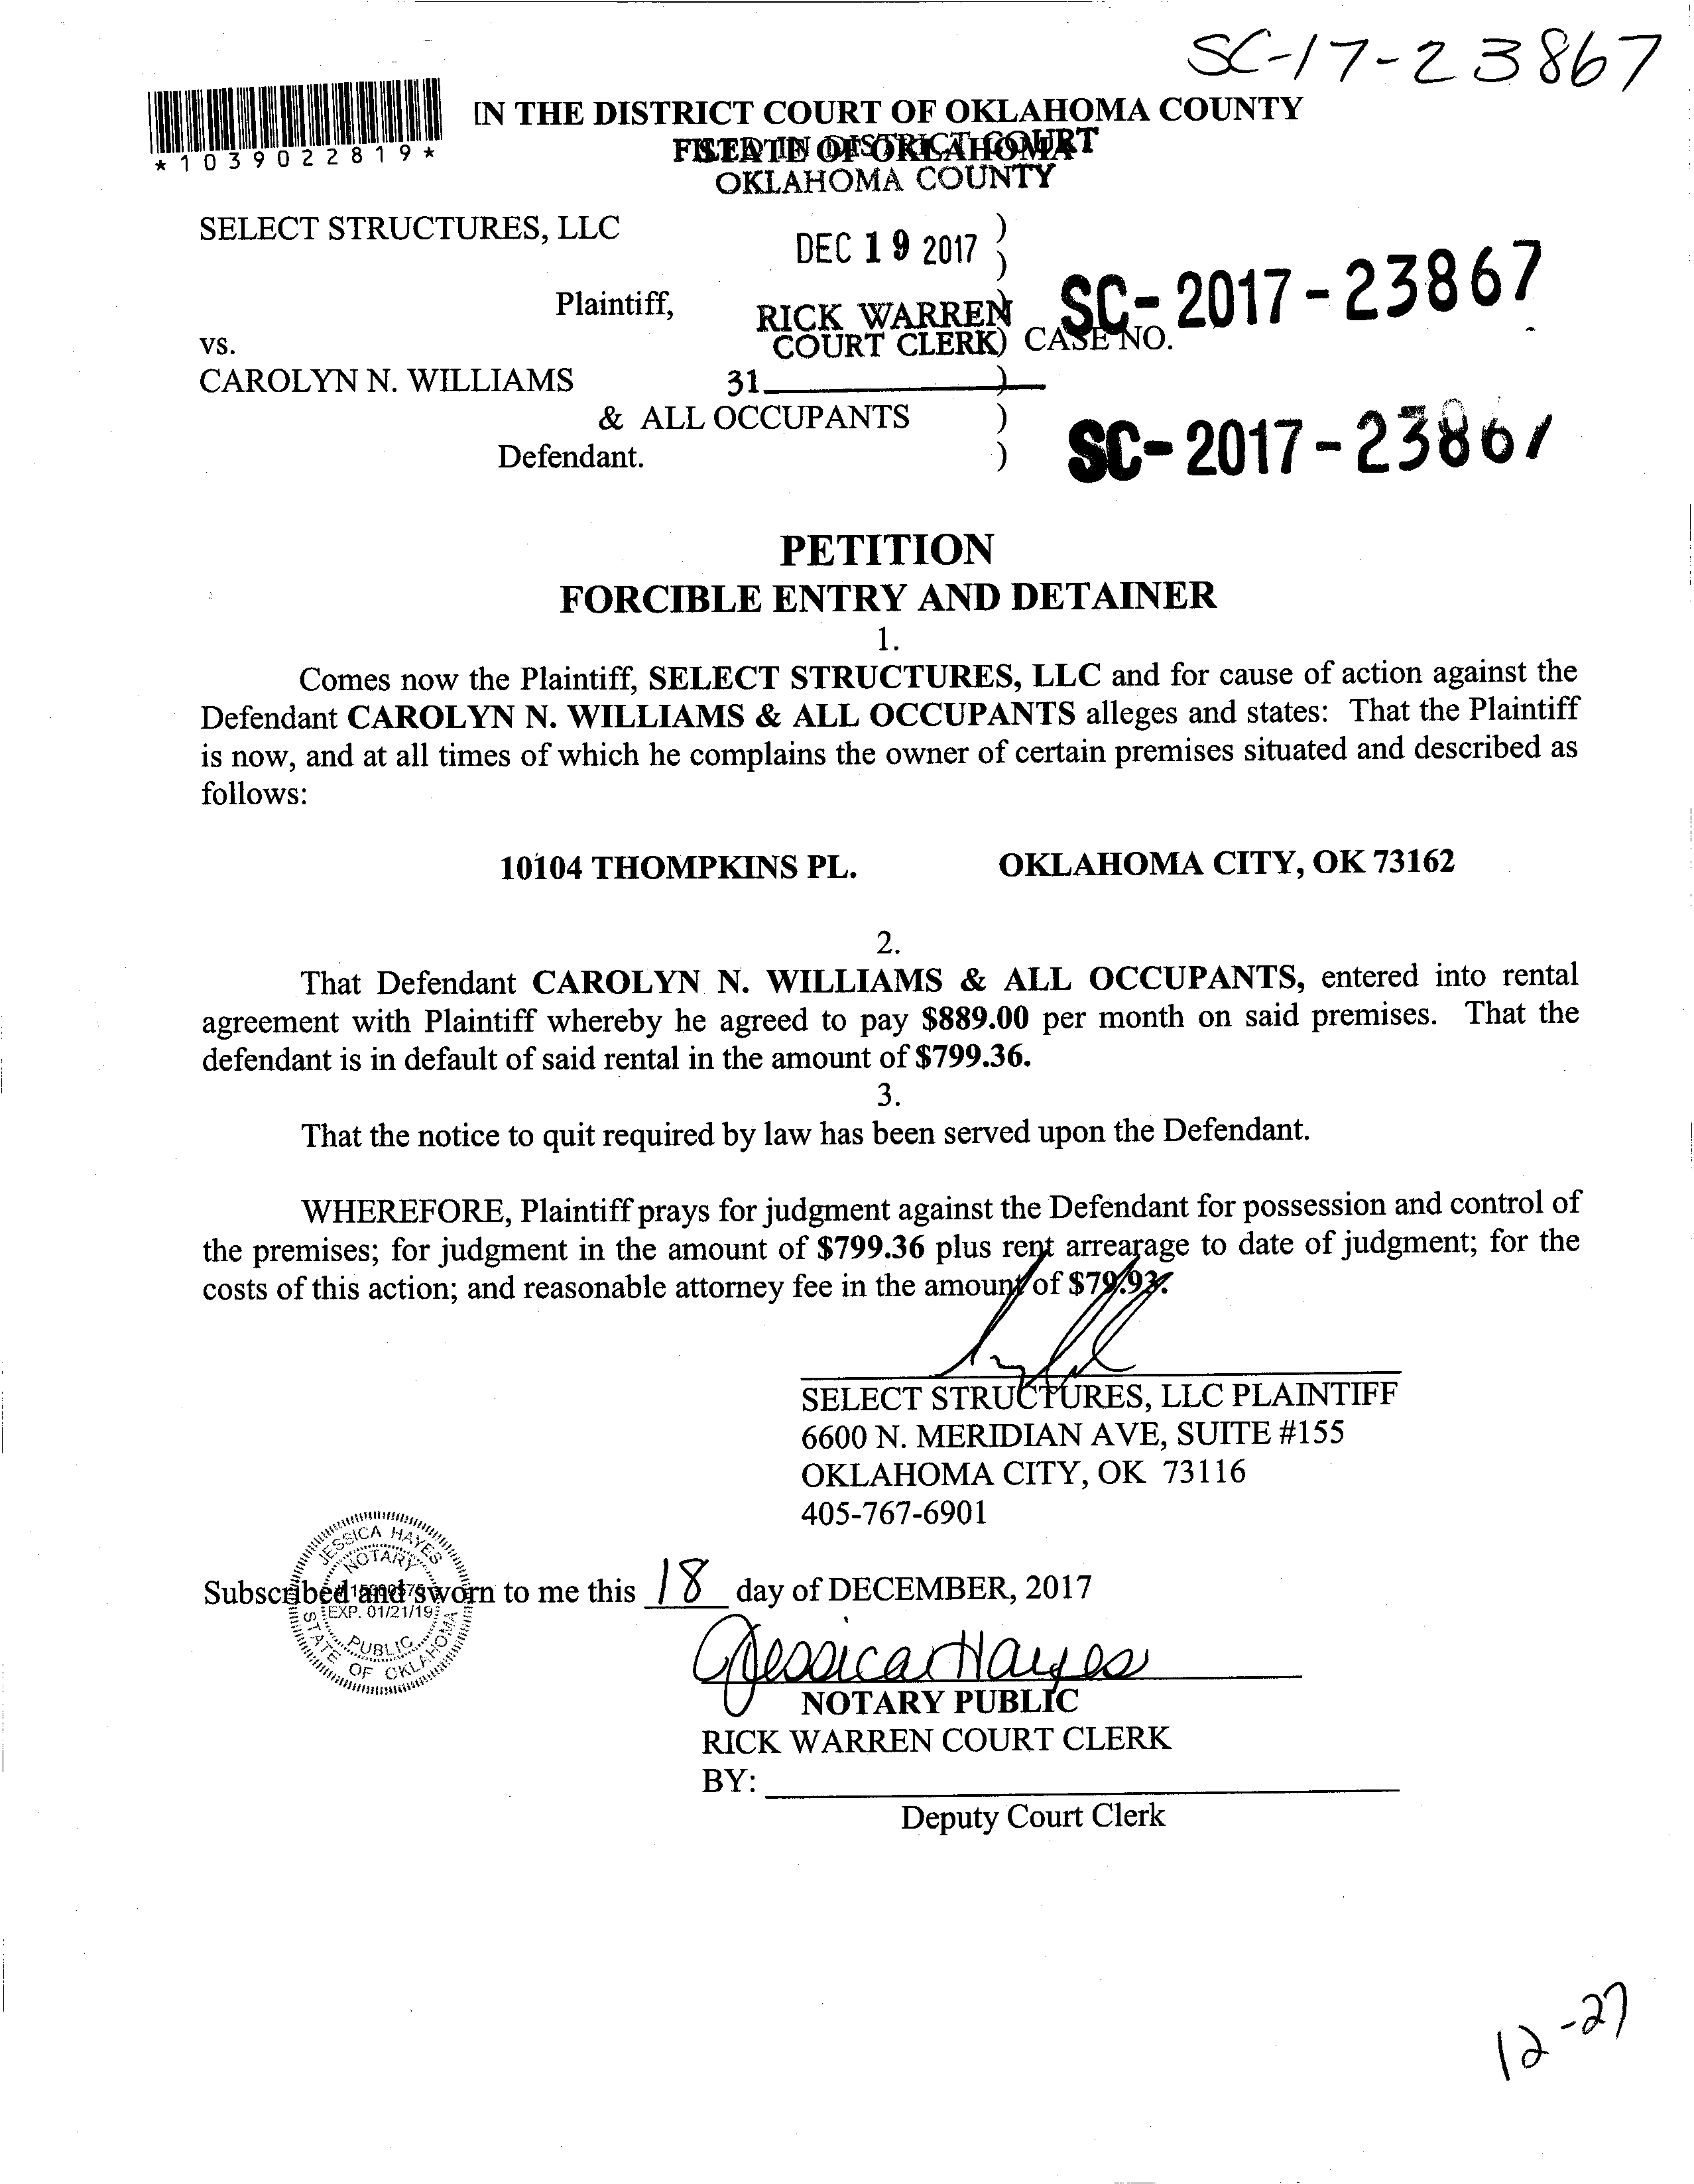 SC-17-23867
*1039022819*
IN THE DISTRICT COURT OF OKLAHOMA COUNTY
STATE OF OKLAHOMA
FILED IN DISTRICT COURT
OKLAHOMA COUNTY
SELECT STRUCTURES, LLC )
DEC 19 2017 )
Plaintiff, )
RICK WARREN SC-2017-23867
vs. COURT CLERK ) CASE NO.
CAROLYN N. WILLIAMS 31 )
& ALL OCCUPANTS )
Defendant. ) SC-2017-23867
PETITION
FORCIBLE ENTRY AND DETAINER
1.
Comes now the Plaintiff, SELECT STRUCTURES, LLC and for cause of action against the
Defendant CAROLYN N. WILLIAMS & ALL OCCUPANTS alleges and states: That the Plaintiff
is now, and at all times of which he complains the owner of certain premises situated and described as
follows:
10104 THOMPKINS PL. OKLAHOMA CITY, OK 73162
2.
That Defendant CAROLYN N. WILLIAMS & ALL OCCUPANTS, entered into rental
agreement with Plaintiff whereby he agreed to pay $889.00 per month on said premises. That the
defendant is in default of said rental in the amount of $799.36.
3.
That the notice to quit required by law has been served upon the Defendant.
WHEREFORE, Plaintiff prays for judgment against the Defendant for possession and control of
the premises; for judgment in the amount of $799.36 plus rent arrearage to date of judgment; for the
costs of this action; and reasonable attorney fee in the amount of $79.93.
SELECT STRUCTURES, LLC PLAINTIFF
6600 N. MERIDIAN AVE, SUITE #155
OKLAHOMA CITY, OK 73116
405-767-6901
JESSICA HAYES
NOTARY
EXP. 01/21/19
PUBLIC
STATE OF OKLAHOMA
Subscribed and sworn to me this 18 day of DECEMBER, 2017
Jessica Hayes
NOTARY PUBLIC
RICK WARREN COURT CLERK
BY:
Deputy Court Clerk
12-27